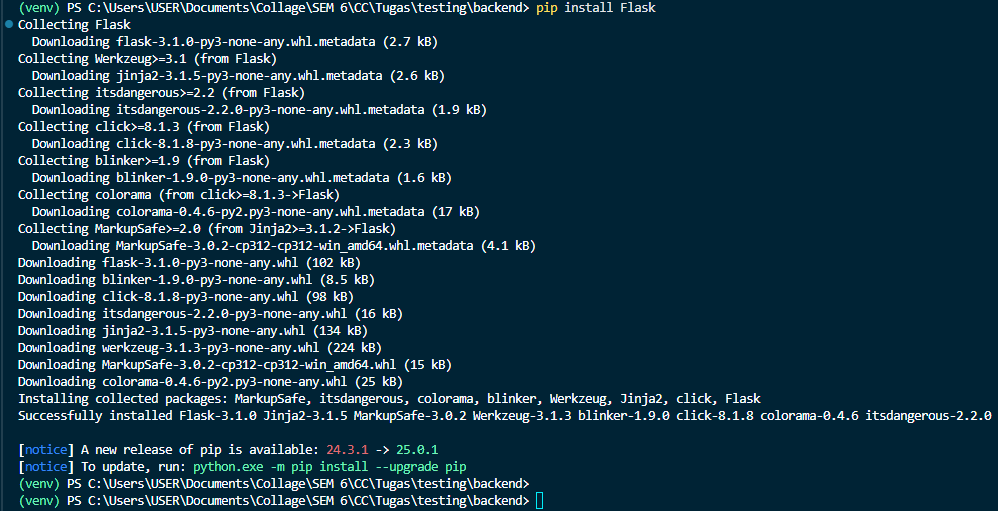 (venv) PS C:\Users\USER\Documents\Collage\SEM 6\CC\Tugas\testing\backend> pip install Flask
Collecting Flask
  Downloading flask-3.1.0-py3-none-any.whl.metadata (2.7 kB)
Collecting Werkzeug>=3.1 (from Flask)
  Downloading jinja2-3.1.5-py3-none-any.whl.metadata (2.6 kB)
Collecting itsdangerous>=2.2 (from Flask)
  Downloading itsdangerous-2.2.0-py3-none-any.whl.metadata (1.9 kB)
Collecting click>=8.1.3 (from Flask)
  Downloading click-8.1.8-py3-none-any.whl.metadata (2.3 kB)
Collecting blinker>=1.9 (from Flask)
  Downloading blinker-1.9.0-py3-none-any.whl.metadata (1.6 kB)
Collecting colorama (from click>=8.1.3->Flask)
  Downloading colorama-0.4.6-py2.py3-none-any.whl.metadata (17 kB)
Collecting MarkupSafe>=2.0 (from Jinja2>=3.1.2->Flask)
  Downloading MarkupSafe-3.0.2-cp312-cp312-win_amd64.whl.metadata (4.1 kB)
Downloading flask-3.1.0-py3-none-any.whl (102 kB)
Downloading blinker-1.9.0-py3-none-any.whl (8.5 kB)
Downloading click-8.1.8-py3-none-any.whl (98 kB)
Downloading itsdangerous-2.2.0-py3-none-any.whl (16 kB)
Downloading jinja2-3.1.5-py3-none-any.whl (134 kB)
Downloading werkzeug-3.1.3-py3-none-any.whl (224 kB)
Downloading MarkupSafe-3.0.2-cp312-cp312-win_amd64.whl (15 kB)
Downloading colorama-0.4.6-py2.py3-none-any.whl (25 kB)
Installing collected packages: MarkupSafe, itsdangerous, colorama, blinker, Werkzeug, Jinja2, click, Flask
Successfully installed Flask-3.1.0 Jinja2-3.1.5 MarkupSafe-3.0.2 Werkzeug-3.1.3 blinker-1.9.0 click-8.1.8 colorama-0.4.6 itsdangerous-2.2.0
[notice] A new release of pip is available: 24.3.1 -> 25.0.1
[notice] To update, run: python.exe -m pip install --upgrade pip
(venv) PS C:\Users\USER\Documents\Collage\SEM 6\CC\Tugas\testing\backend>
(venv) PS C:\Users\USER\Documents\Collage\SEM 6\CC\Tugas\testing\backend>